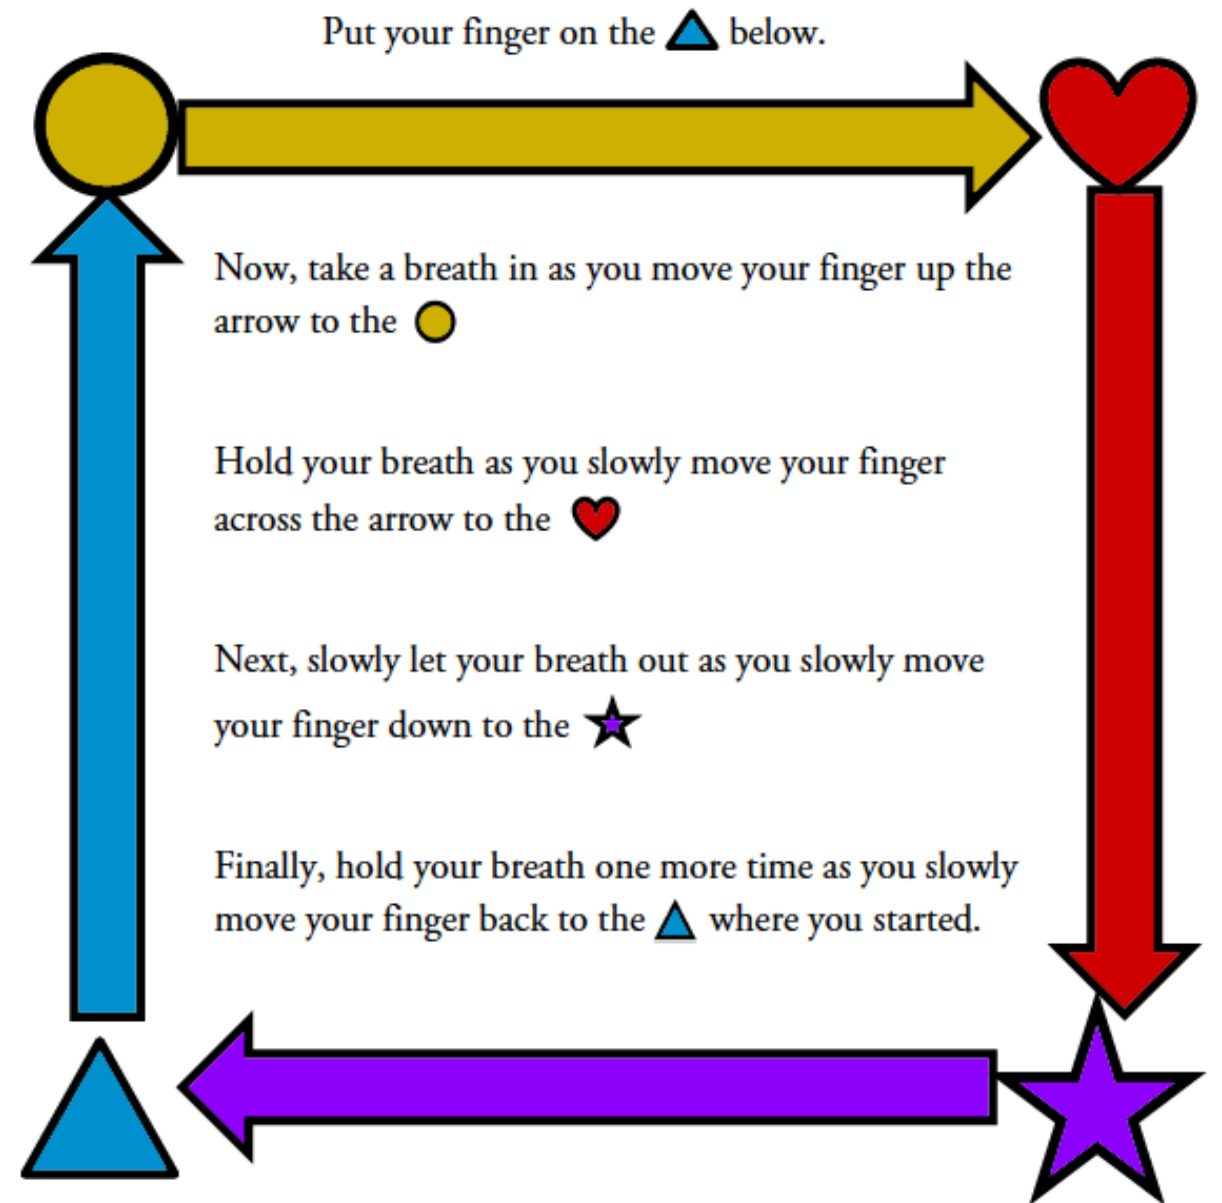 Put your finger on the below.
Now, take a breath in as you move your finger up the
arrow to the
Hold your breath as you slowly move your finger
across the arrow to the
Next, slowly let your breath out as you slowly move
your finger down to the
Finally, hold your breath one more time as you slowly
move your finger back to the where you started.